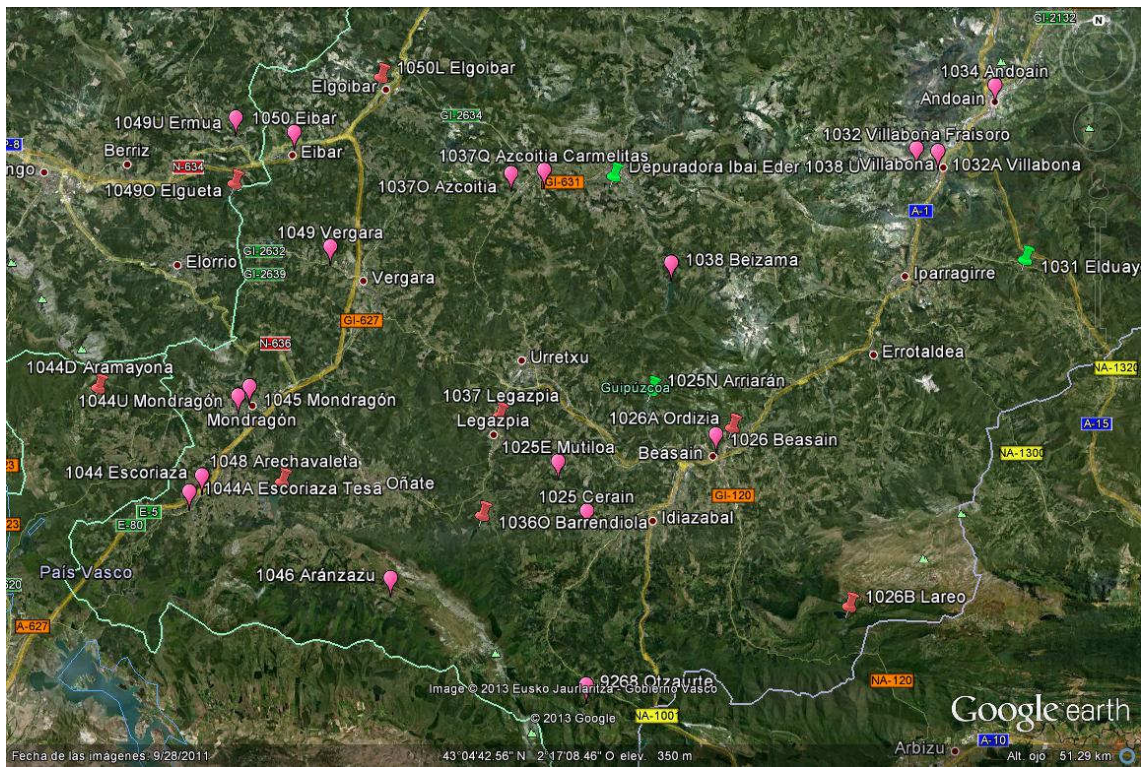 GI-2132
N
1050L Elgoibar
Elgoibar
1034 Andoain
Andoain
1049U Ermua
1050 Eibar
GI-2634
P-8
Berriz
N-634
Eibar
1032 Villabona Fraisoro
1037Q Azcoitia Carmelitas
Depuradora Ibai Eder 1038 U
Villabona
1032A Villabona
ngo
1049O Elgueta
1037O Azcoitia
GI-631
A-1
1049 Vergara
GI-2632
Elorrio
GI-2639
Vergara
1038 Beizama
Iparragirre
1031 Elduay
GI-627
N-636
Urretxu
Errotaldea
1044D Aramayona
NA-1320
1044U Mondragón
1045 Mondragón
Mondragón
Guipúzcoa
1025N Arriarán
1037 Legazpia
Legazpia
1026A Ordizia
A-15
1025E Mutiloa
1026 Beasain
Beasain
NA-1300
23
1044 Escoriaza
1048 Arechavaleta
1044A Escoriaza Tesa
Oñate
1025 Cerain
GI-120
E-5
E-80
23
1036O Barrendiola
Idiazabal
País Vasco
1046 Aránzazu
620
1026B Lareo
A-627
9268 Otzaurte
NA-120
Image © 2013 Eusko Jaurlaritza - Gobierno Vasco
© 2013 Google
NA-1001
Google earth
A-10
Arbizu
Fecha de las imágenes: 9/28/2011
43°04'42.56" N 2°17'08.46" O elev. 350 m
Alt. ojo 51.29 km